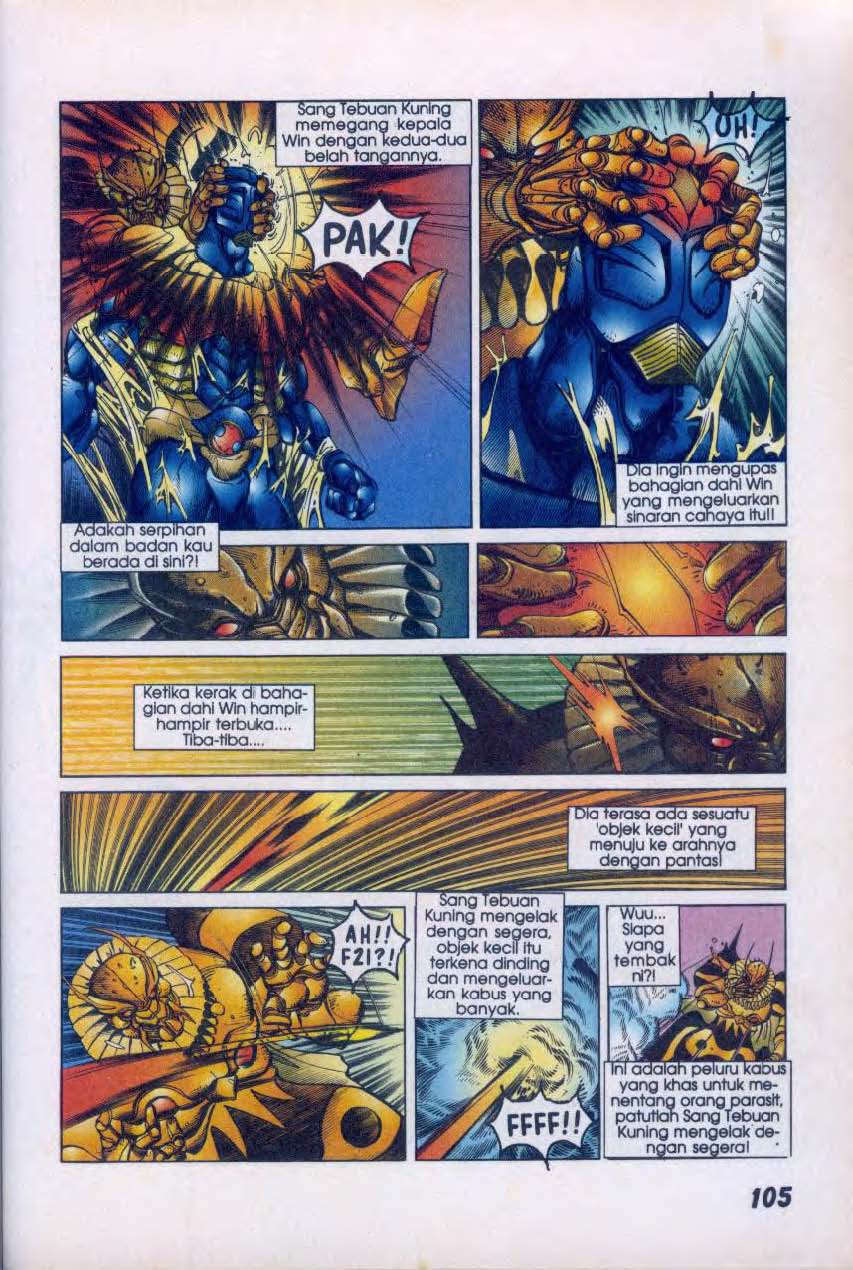 Sang Tebuan Kuning
memegang kepala
Win dengan kedua-dua
belah tangannya.
PAK!
UH!
Dia ingin mengupas
bahagian dahi Win
yang mengeluarkan
sinaran cahaya itu!!
Adakah serpihan
dalam badan kau
berada di sini?!
Ketika kerak di baha-
gian dahi Win hampir-
hampir terbuka....
Tiba-tiba....
Dia terasa ada sesuatu
'objek kecil' yang
menuju ke arahnya
dengan pantas!
AH!!
F21?!
Sang Tebuan
Kuning mengelak
dengan segera,
objek kecil itu
terkena dinding
dan mengeluar-
kan kabus yang
banyak.
FFFF!!
Wuu...
Siapa
yang
tembak
ni?!
Ini adalah peluru kabus
yang khas untuk me-
nentang orang parasit,
patutlah Sang Tebuan
Kuning mengelak de-
ngan segera!
105